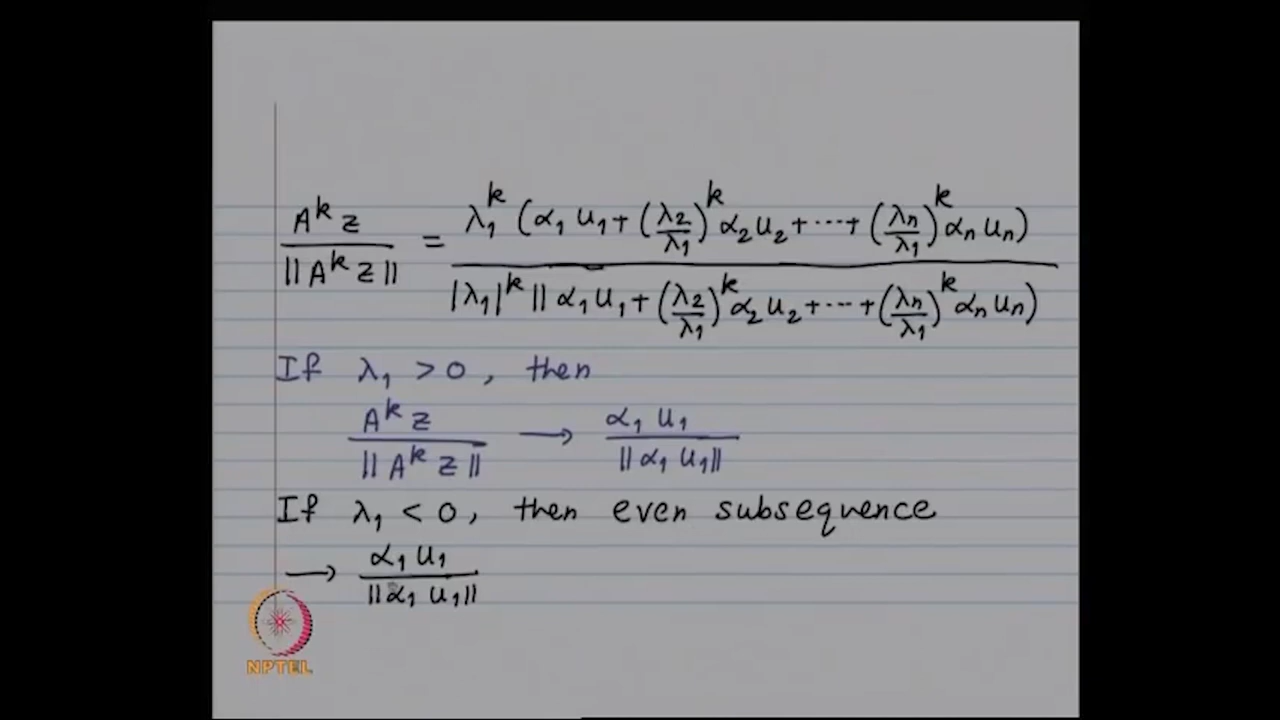 A^k z / ||A^k z|| = λ₁^k (α₁ u₁ + (λ₂/λ₁)^k α₂ u₂ + ⋯ + (λn/λ₁)^k αn un) / |λ₁|^k || α₁ u₁ + (λ₂/λ₁)^k α₂ u₂ + ⋯ + (λn/λ₁)^k αn un)
If λ₁ > 0, then
A^k z / ||A^k z|| → α₁ u₁ / ||α₁ u₁||
If λ₁ < 0, then even subsequence
→ α₁ u₁ / ||α₁ u₁||
NPTEL